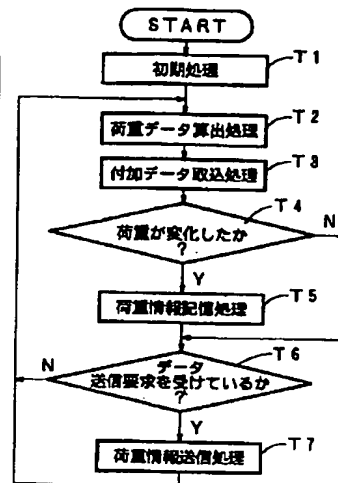 START
初期処理
T1
荷重データ算出処理
T2
付加データ取込処理
T3
荷重が変化したか
?
T4
N
Y
荷重情報記憶処理
T5
データ
送信要求を受けているか
?
T6
N
Y
荷重情報送信処理
T7